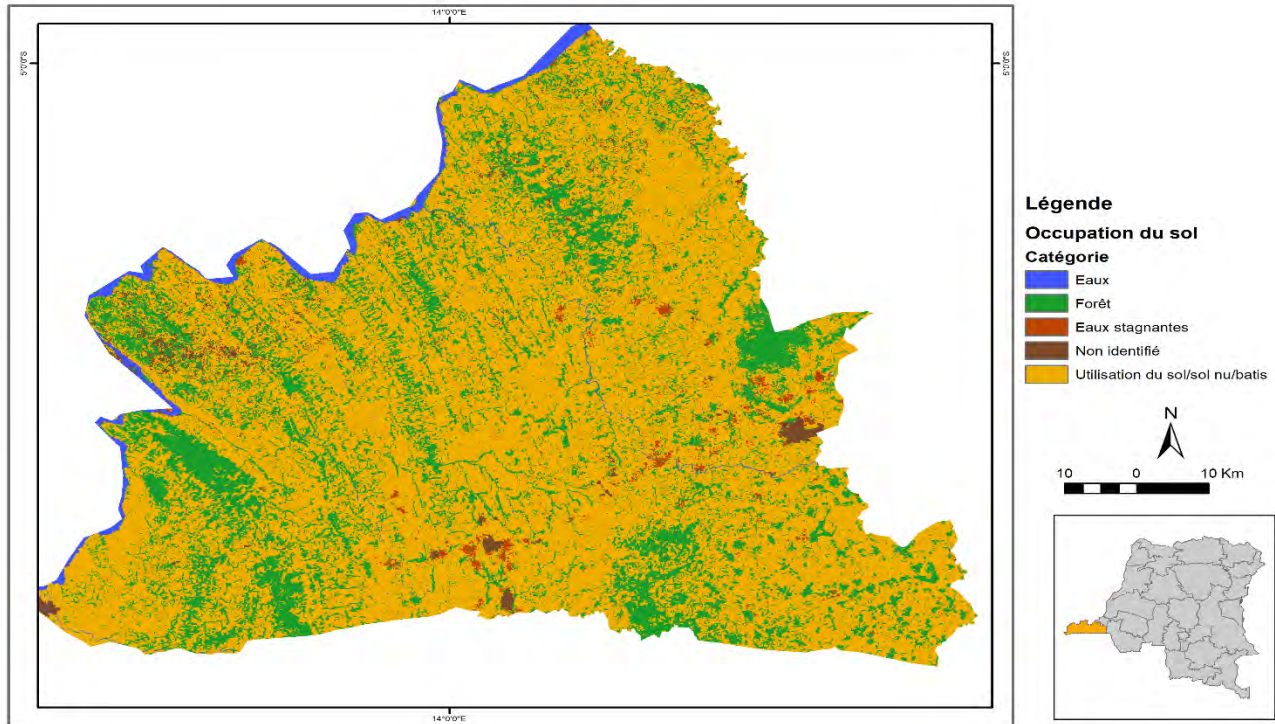 14°0'0"E
5°0'0"S
5°0'0"S
Légende
Occupation du sol
Catégorie
Eaux
Forêt
Eaux stagnantes
Non identifié
Utilisation du sol/sol nu/batis
N
10 0 10 Km
14°0'0"E